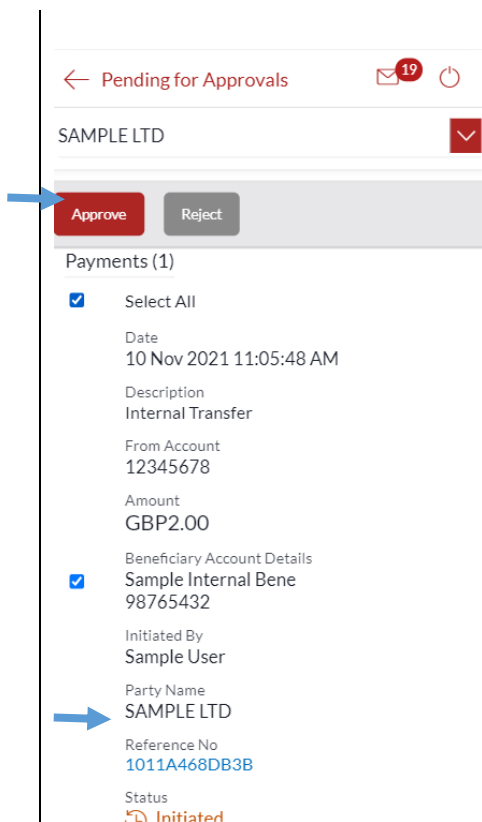 Pending for Approvals
19
SAMPLE LTD
Approve Reject
Payments (1)
Select All
Date
10 Nov 2021 11:05:48 AM
Description
Internal Transfer
From Account
12345678
Amount
GBP2.00
Beneficiary Account Details
Sample Internal Bene
98765432
Initiated By
Sample User
Party Name
SAMPLE LTD
Reference No
1011A468DB3B
Status
Initiated